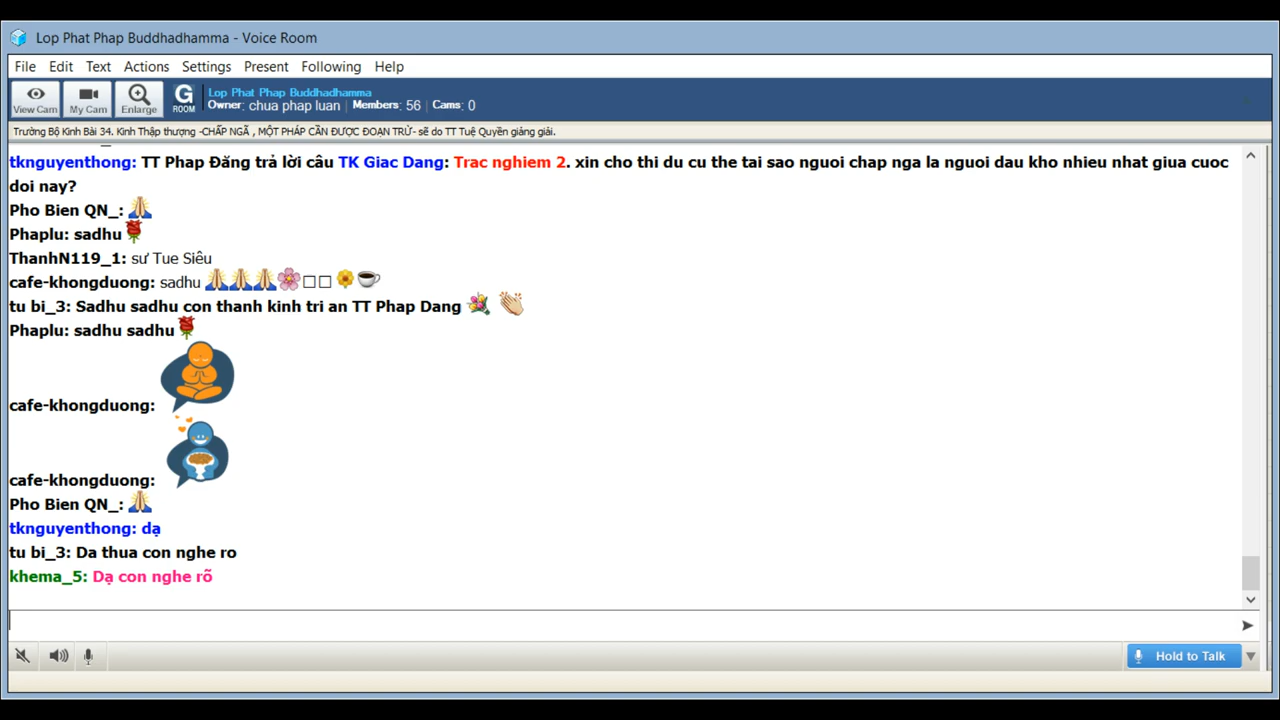 Lop Phat Phap Buddhadhamma - Voice Room
File Edit Text Actions Settings Present Following Help
View Cam My Cam Enlarge G ROOM
Lop Phat Phap Buddhadhamma
Owner: chua phap luan | Members: 56 | Cams: 0
Trường Bộ Kinh Bài 34. Kinh Thập thượng -CHẤP NGÃ , MỘT PHÁP CẦN ĐƯỢC ĐOẠN TRỪ- sẽ do TT Tuệ Quyền giảng giải.
tknguyenthong: TT Pháp Đăng trả lời câu TK Giac Dang: Trac nghiem 2. xin cho thi du cu the tai sao nguoi chap nga la nguoi dau kho nhieu nhat giua cuoc
doi nay?
Pho Bien QN_: 🙏
Phaplu: sadhu🌹
ThanhN119_1: sư Tue Siêu
cafe-khongduong: sadhu 🙏🙏🙏🌸□□ 🌼☕
tu bi_3: Sadhu sadhu con thanh kinh tri an TT Phap Dang 💐 👏
Phaplu: sadhu sadhu🌹
cafe-khongduong:
cafe-khongduong:
Pho Bien QN_: 🙏
tknguyenthong: dạ
tu bi_3: Da thua con nghe ro
khema_5: Dạ con nghe rõ
Hold to Talk